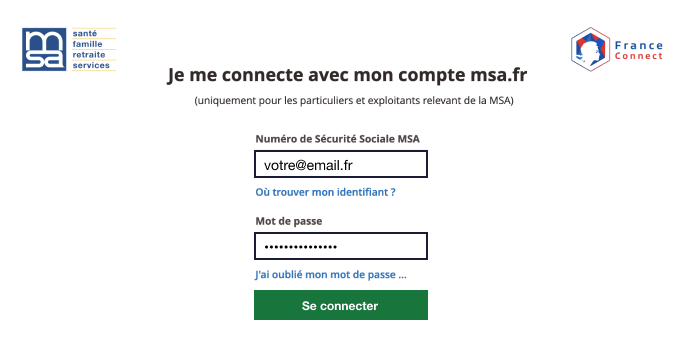 msa
santé
famille
retraite
services
France
Connect
Je me connecte avec mon compte msa.fr
(uniquement pour les particuliers et exploitants relevant de la MSA)
Numéro de Sécurité Sociale MSA
votre@email.fr
Où trouver mon identifiant ?
Mot de passe
•••••••••••••••
J'ai oublié mon mot de passe ...
Se connecter